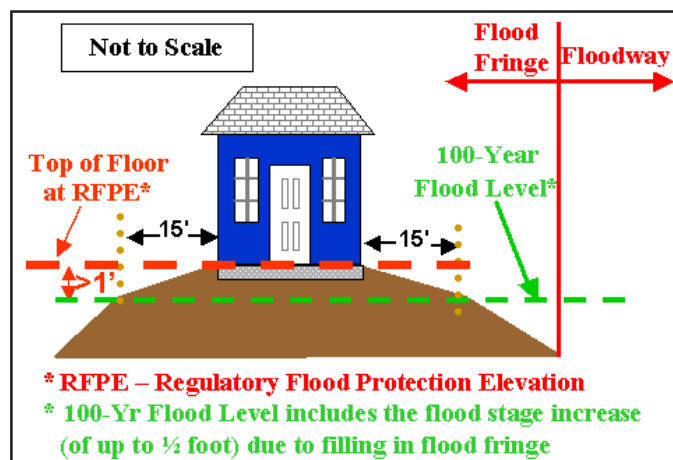 Not to Scale
Flood
Fringe
Floodway
Top of Floor
at RFPE*
100-Year
Flood Level*
15'
15'
>1'
* RFPE – Regulatory Flood Protection Elevation
* 100-Yr Flood Level includes the flood stage increase
(of up to ½ foot) due to filling in flood fringe